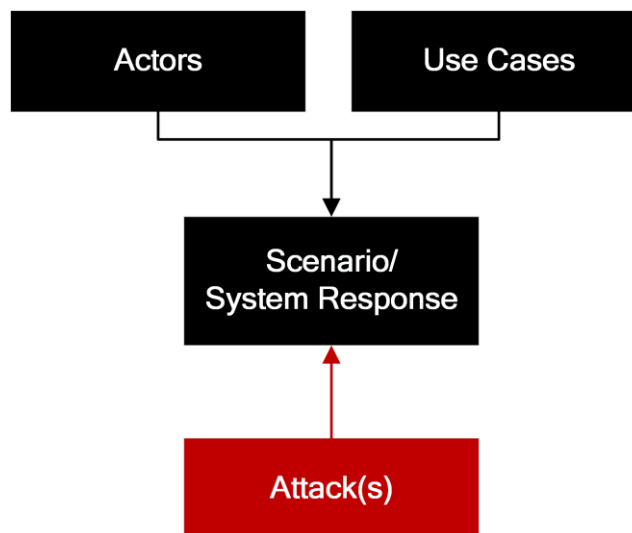 Actors
Use Cases
Scenario/
System Response
Attack(s)